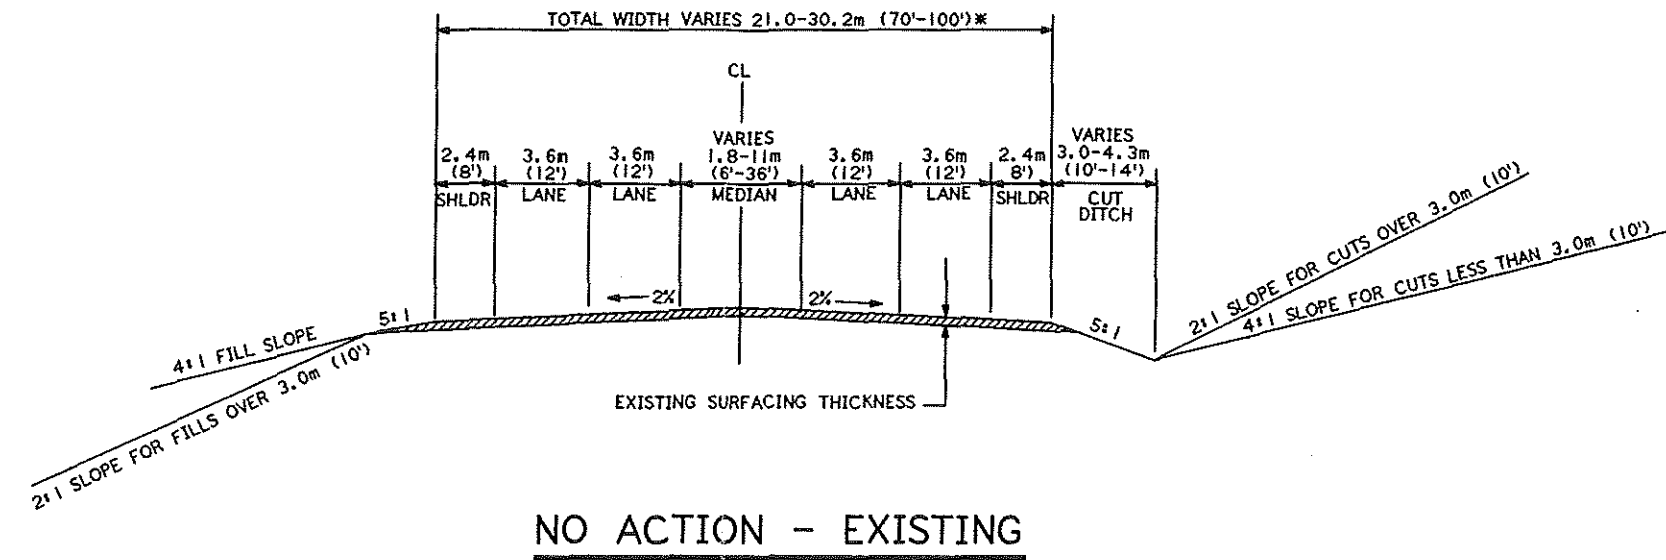 TOTAL WIDTH VARIES 21.0-30.2m (70'-100')*
CL
2.4m
(8')
SHLDR
3.6m
(12')
LANE
3.6m
(12')
LANE
VARIES
1.8-11m
(6'-36')
MEDIAN
3.6m
(12')
LANE
3.6m
(12')
LANE
2.4m
8')
SHLDR
VARIES
3.0-4.3m
(10'-14')
CUT
DITCH
2:1 SLOPE FOR CUTS OVER 3.0m (10')
4:1 SLOPE FOR CUTS LESS THAN 3.0m (10')
2%
2%
5:1
5:1
4:1 FILL SLOPE
2:1 SLOPE FOR FILLS OVER 3.0m (10')
EXISTING SURFACING THICKNESS
NO ACTION - EXISTING